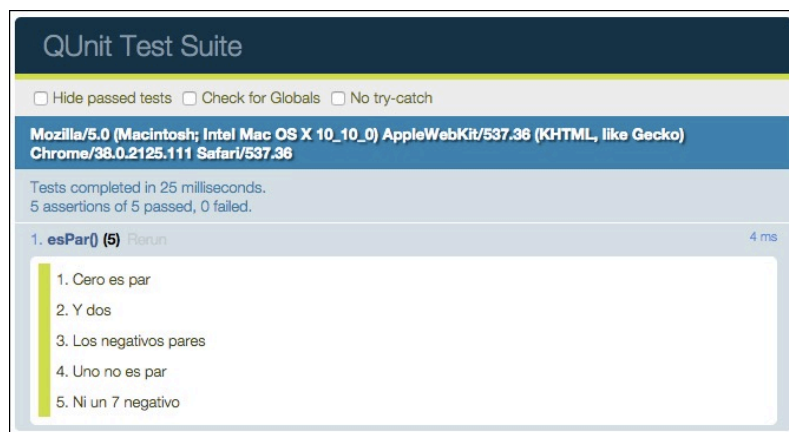 QUnit Test Suite
Hide passed tests Check for Globals No try-catch
Mozilla/5.0 (Macintosh; Intel Mac OS X 10_10_0) AppleWebKit/537.36 (KHTML, like Gecko)
Chrome/38.0.2125.111 Safari/537.36
Tests completed in 25 milliseconds.
5 assertions of 5 passed, 0 failed.
1. esPar() (5) Rerun 4 ms
1. Cero es par
2. Y dos
3. Los negativos pares
4. Uno no es par
5. Ni un 7 negativo